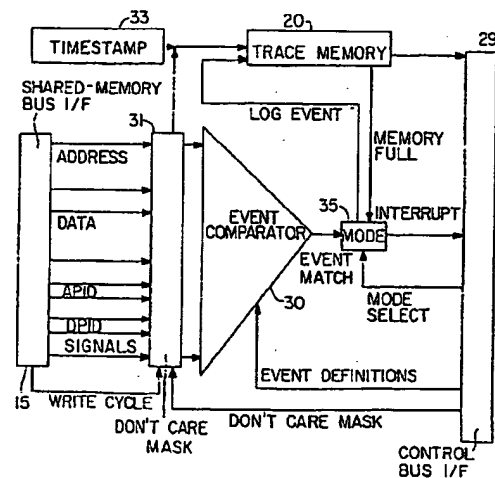 33
TIMESTAMP
20
TRACE MEMORY
29
SHARED-MEMORY
BUS I/F
31
LOG EVENT
MEMORY
FULL
ADDRESS
35
INTERRUPT
DATA
EVENT
COMPARATOR
MODE
EVENT
MATCH
MODE
SELECT
APID
30
DPID
SIGNALS
EVENT DEFINITIONS
15
WRITE CYCLE
DON'T CARE
MASK
DON'T CARE MASK
CONTROL
BUS I/F